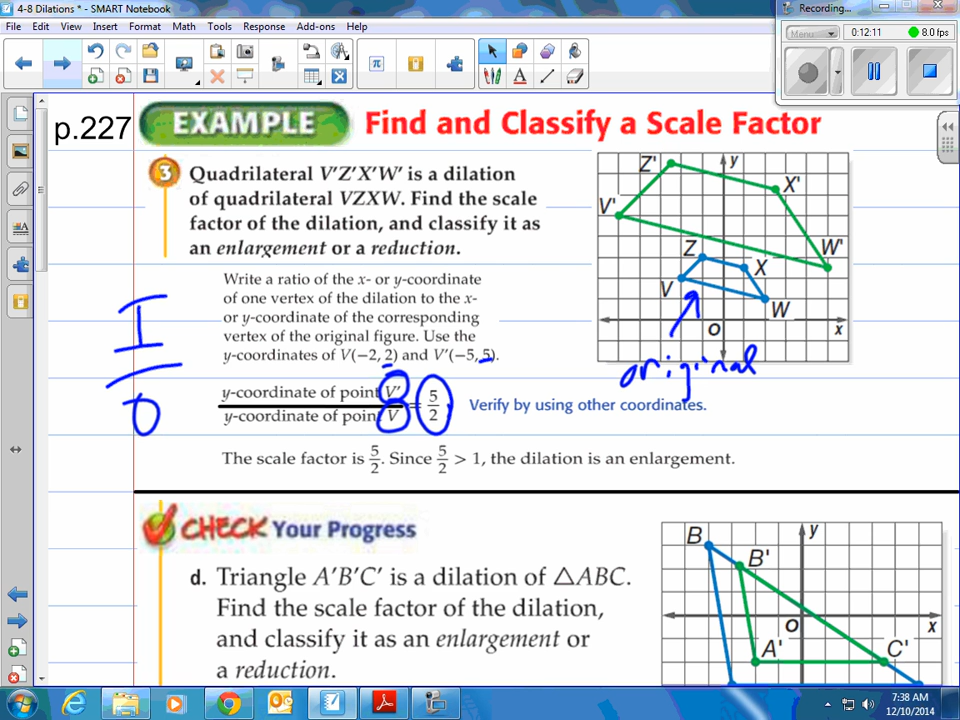 4-8 Dilations * - SMART Notebook
Recording...
File Edit View Insert Format Tools Math Response Add-ons Help
Menu
0:12:11
8.0 fps
p.227
EXAMPLE
Find and Classify a Scale Factor
3 Quadrilateral V'Z'X'W' is a dilation
of quadrilateral VZXW. Find the scale
factor of the dilation, and classify it as
an enlargement or a reduction.
Write a ratio of the x- or y-coordinate
of one vertex of the dilation to the x-
or y-coordinate of the corresponding
vertex of the original figure. Use the
y-coordinates of V(−2, 2) and V'(−5, 5).
y-coordinate of point V'
y-coordinate of point V
= 5/2
Verify by using other coordinates.
The scale factor is 5/2. Since 5/2 > 1, the dilation is an enlargement.
I
O
Z'
y
X'
V'
W'
Z
X
V
W
O
x
original
CHECK Your Progress
d. Triangle A'B'C' is a dilation of △ABC.
Find the scale factor of the dilation,
and classify it as an enlargement or
a reduction.
B
y
B'
O
x
A'
C'
7:38 AM
12/10/2014